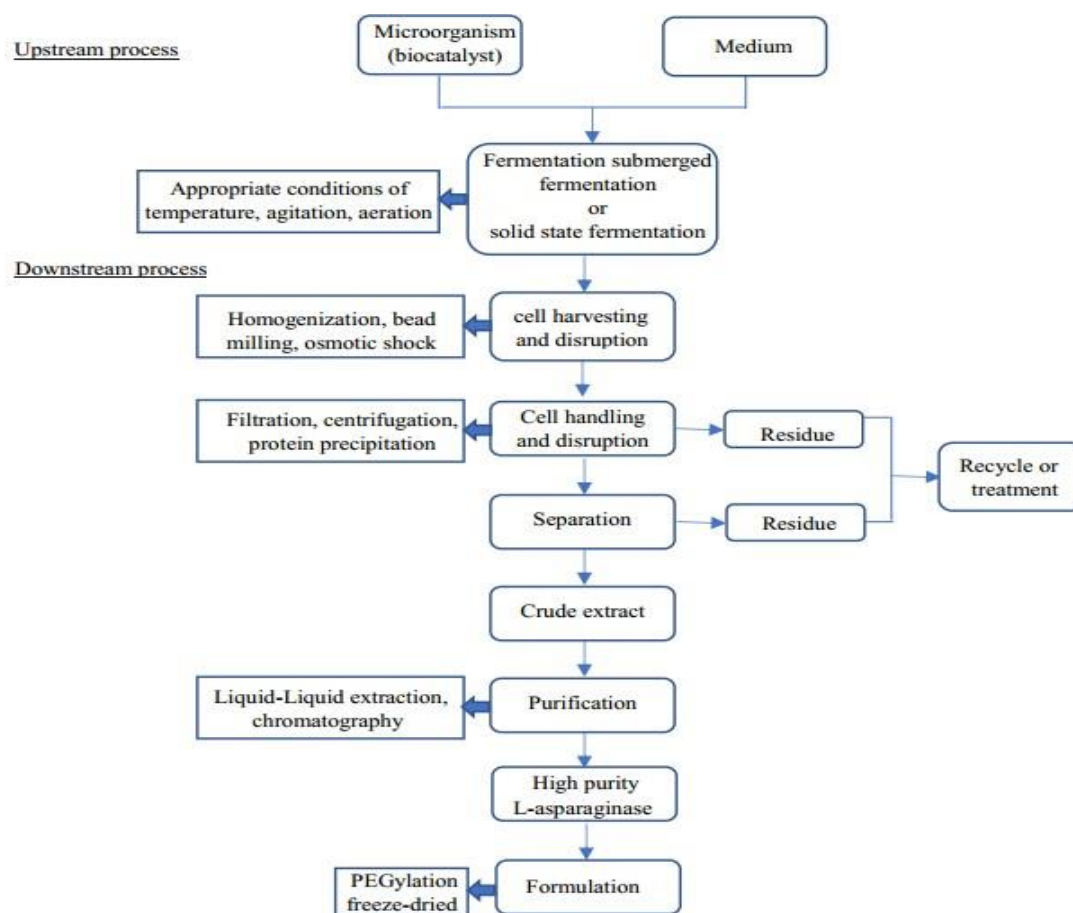 Upstream process
Microorganism
(biocatalyst)
Medium
Fermentation submerged
fermentation
or
solid state fermentation
Appropriate conditions of
temperature, agitation, aeration
Downstream process
cell harvesting
and disruption
Homogenization, bead
milling, osmotic shock
Cell handling
and disruption
Filtration, centrifugation,
protein precipitation
Residue
Recycle or
treatment
Separation
Residue
Crude extract
Purification
Liquid-Liquid extraction,
chromatography
High purity
L-asparaginase
Formulation
PEGylation
freeze-dried